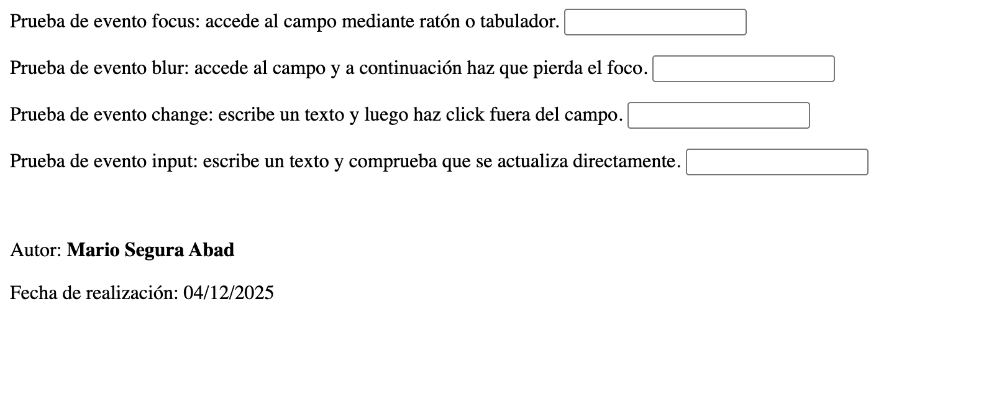 Prueba de evento focus: accede al campo mediante ratón o tabulador.
Prueba de evento blur: accede al campo y a continuación haz que pierda el foco.
Prueba de evento change: escribe un texto y luego haz click fuera del campo.
Prueba de evento input: escribe un texto y comprueba que se actualiza directamente.
Autor: Mario Segura Abad
Fecha de realización: 04/12/2025